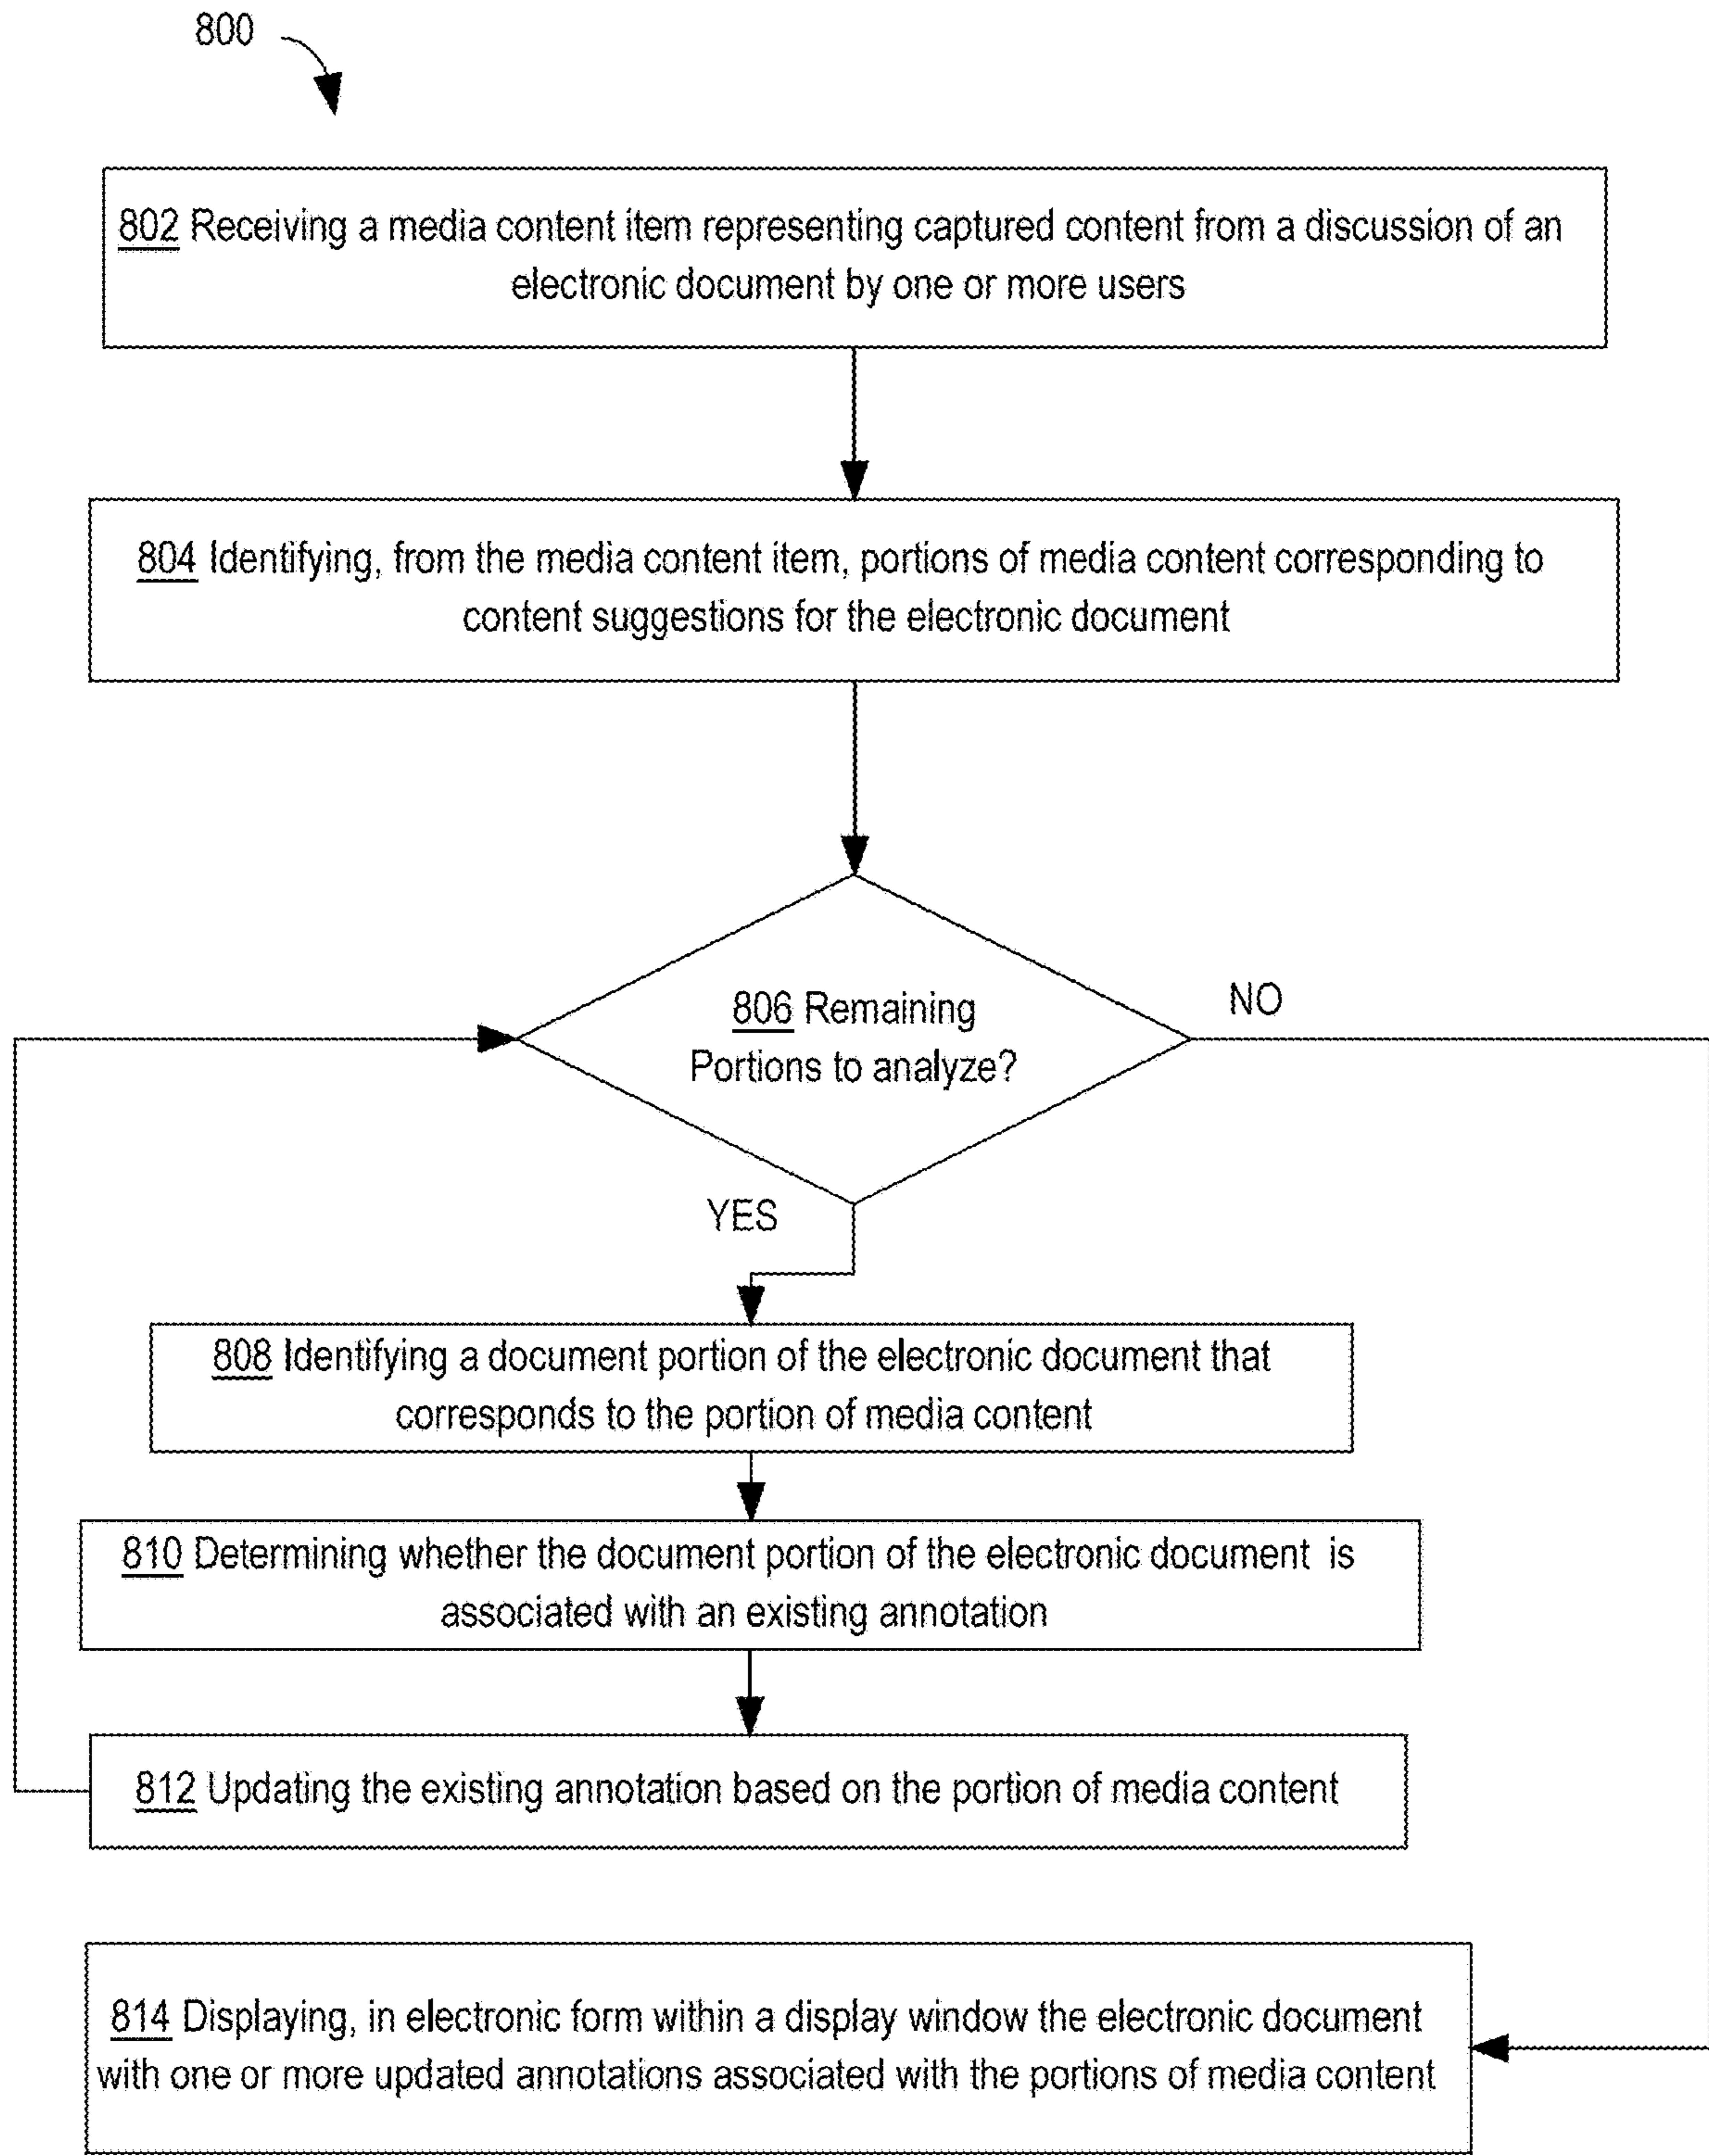 800
802 Receiving a media content item representing captured content from a discussion of an
electronic document by one or more users
804 Identifying, from the media content item, portions of media content corresponding to
content suggestions for the electronic document
806 Remaining
Portions to analyze?
NO
YES
808 Identifying a document portion of the electronic document that
corresponds to the portion of media content
810 Determining whether the document portion of the electronic document is
associated with an existing annotation
812 Updating the existing annotation based on the portion of media content
814 Displaying, in electronic form within a display window the electronic document
with one or more updated annotations associated with the portions of media content